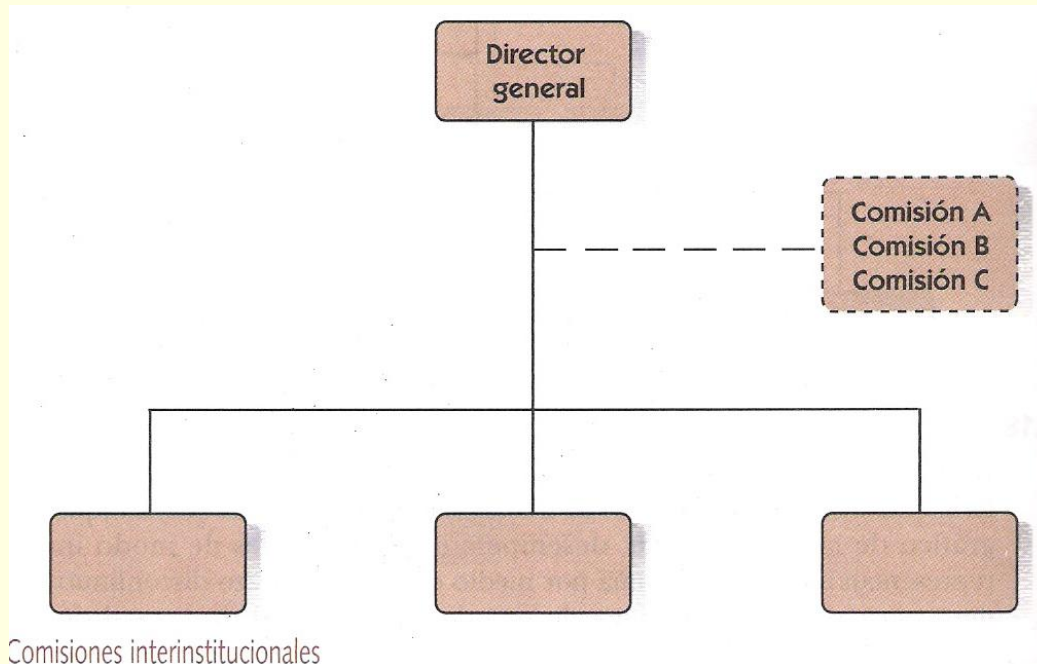 Director
general
Comisión A
Comisión B
Comisión C
Comisiones interinstitucionales